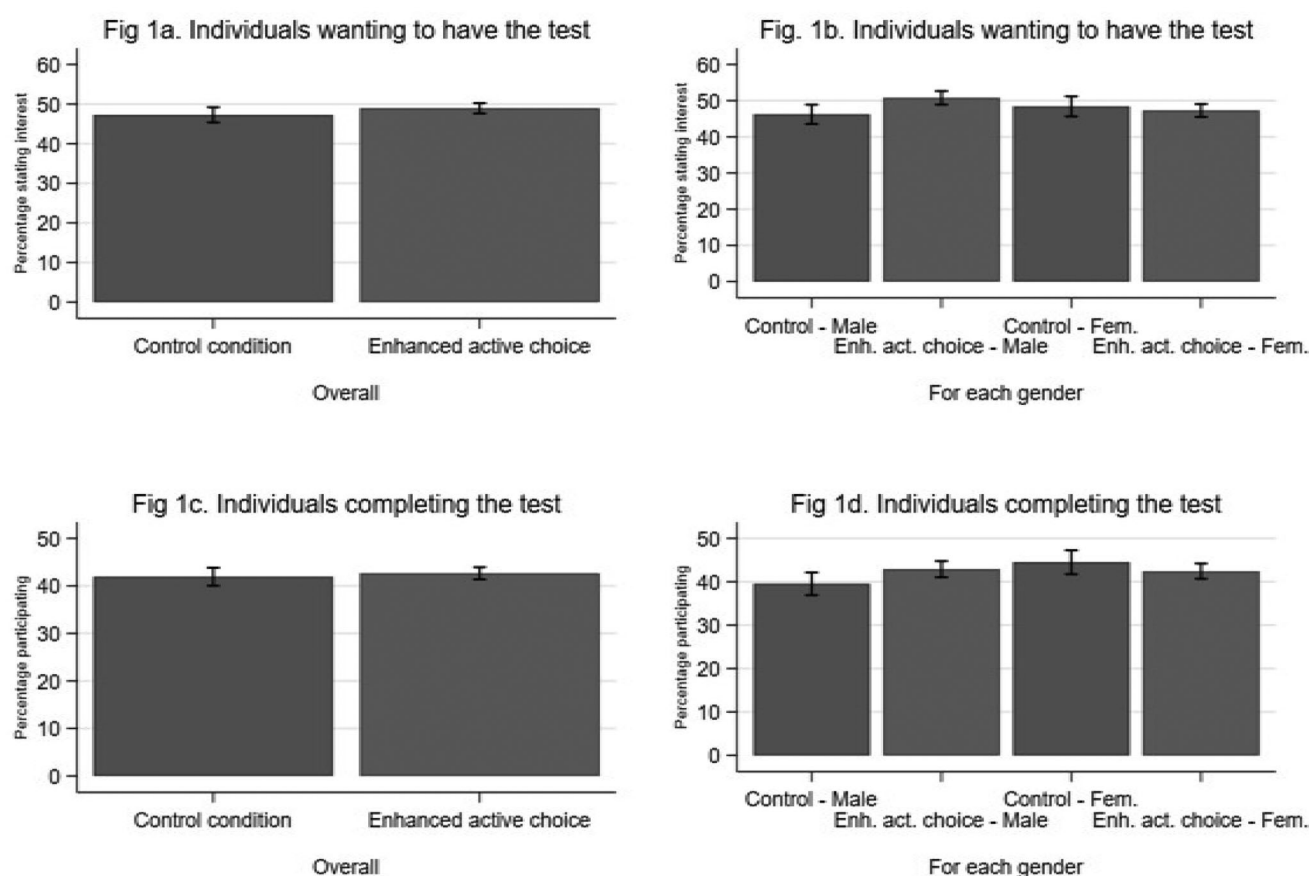 Fig 1a. Individuals wanting to have the test
60
50
40
30
20
10
0
Percentage stating interest
Control condition
Enhanced active choice
Overall
Fig. 1b. Individuals wanting to have the test
60
50
40
30
20
10
0
Percentage stating interest
Control - Male
Enh. act. choice - Male
Control - Fem.
Enh. act. choice - Fem.
For each gender
Fig 1c. Individuals completing the test
50
40
30
20
10
0
Percentage participating
Control condition
Enhanced active choice
Overall
Fig 1d. Individuals completing the test
50
40
30
20
10
0
Percentage participating
Control - Male
Enh. act. choice - Male
Control - Fem.
Enh. act. choice - Fem.
For each gender